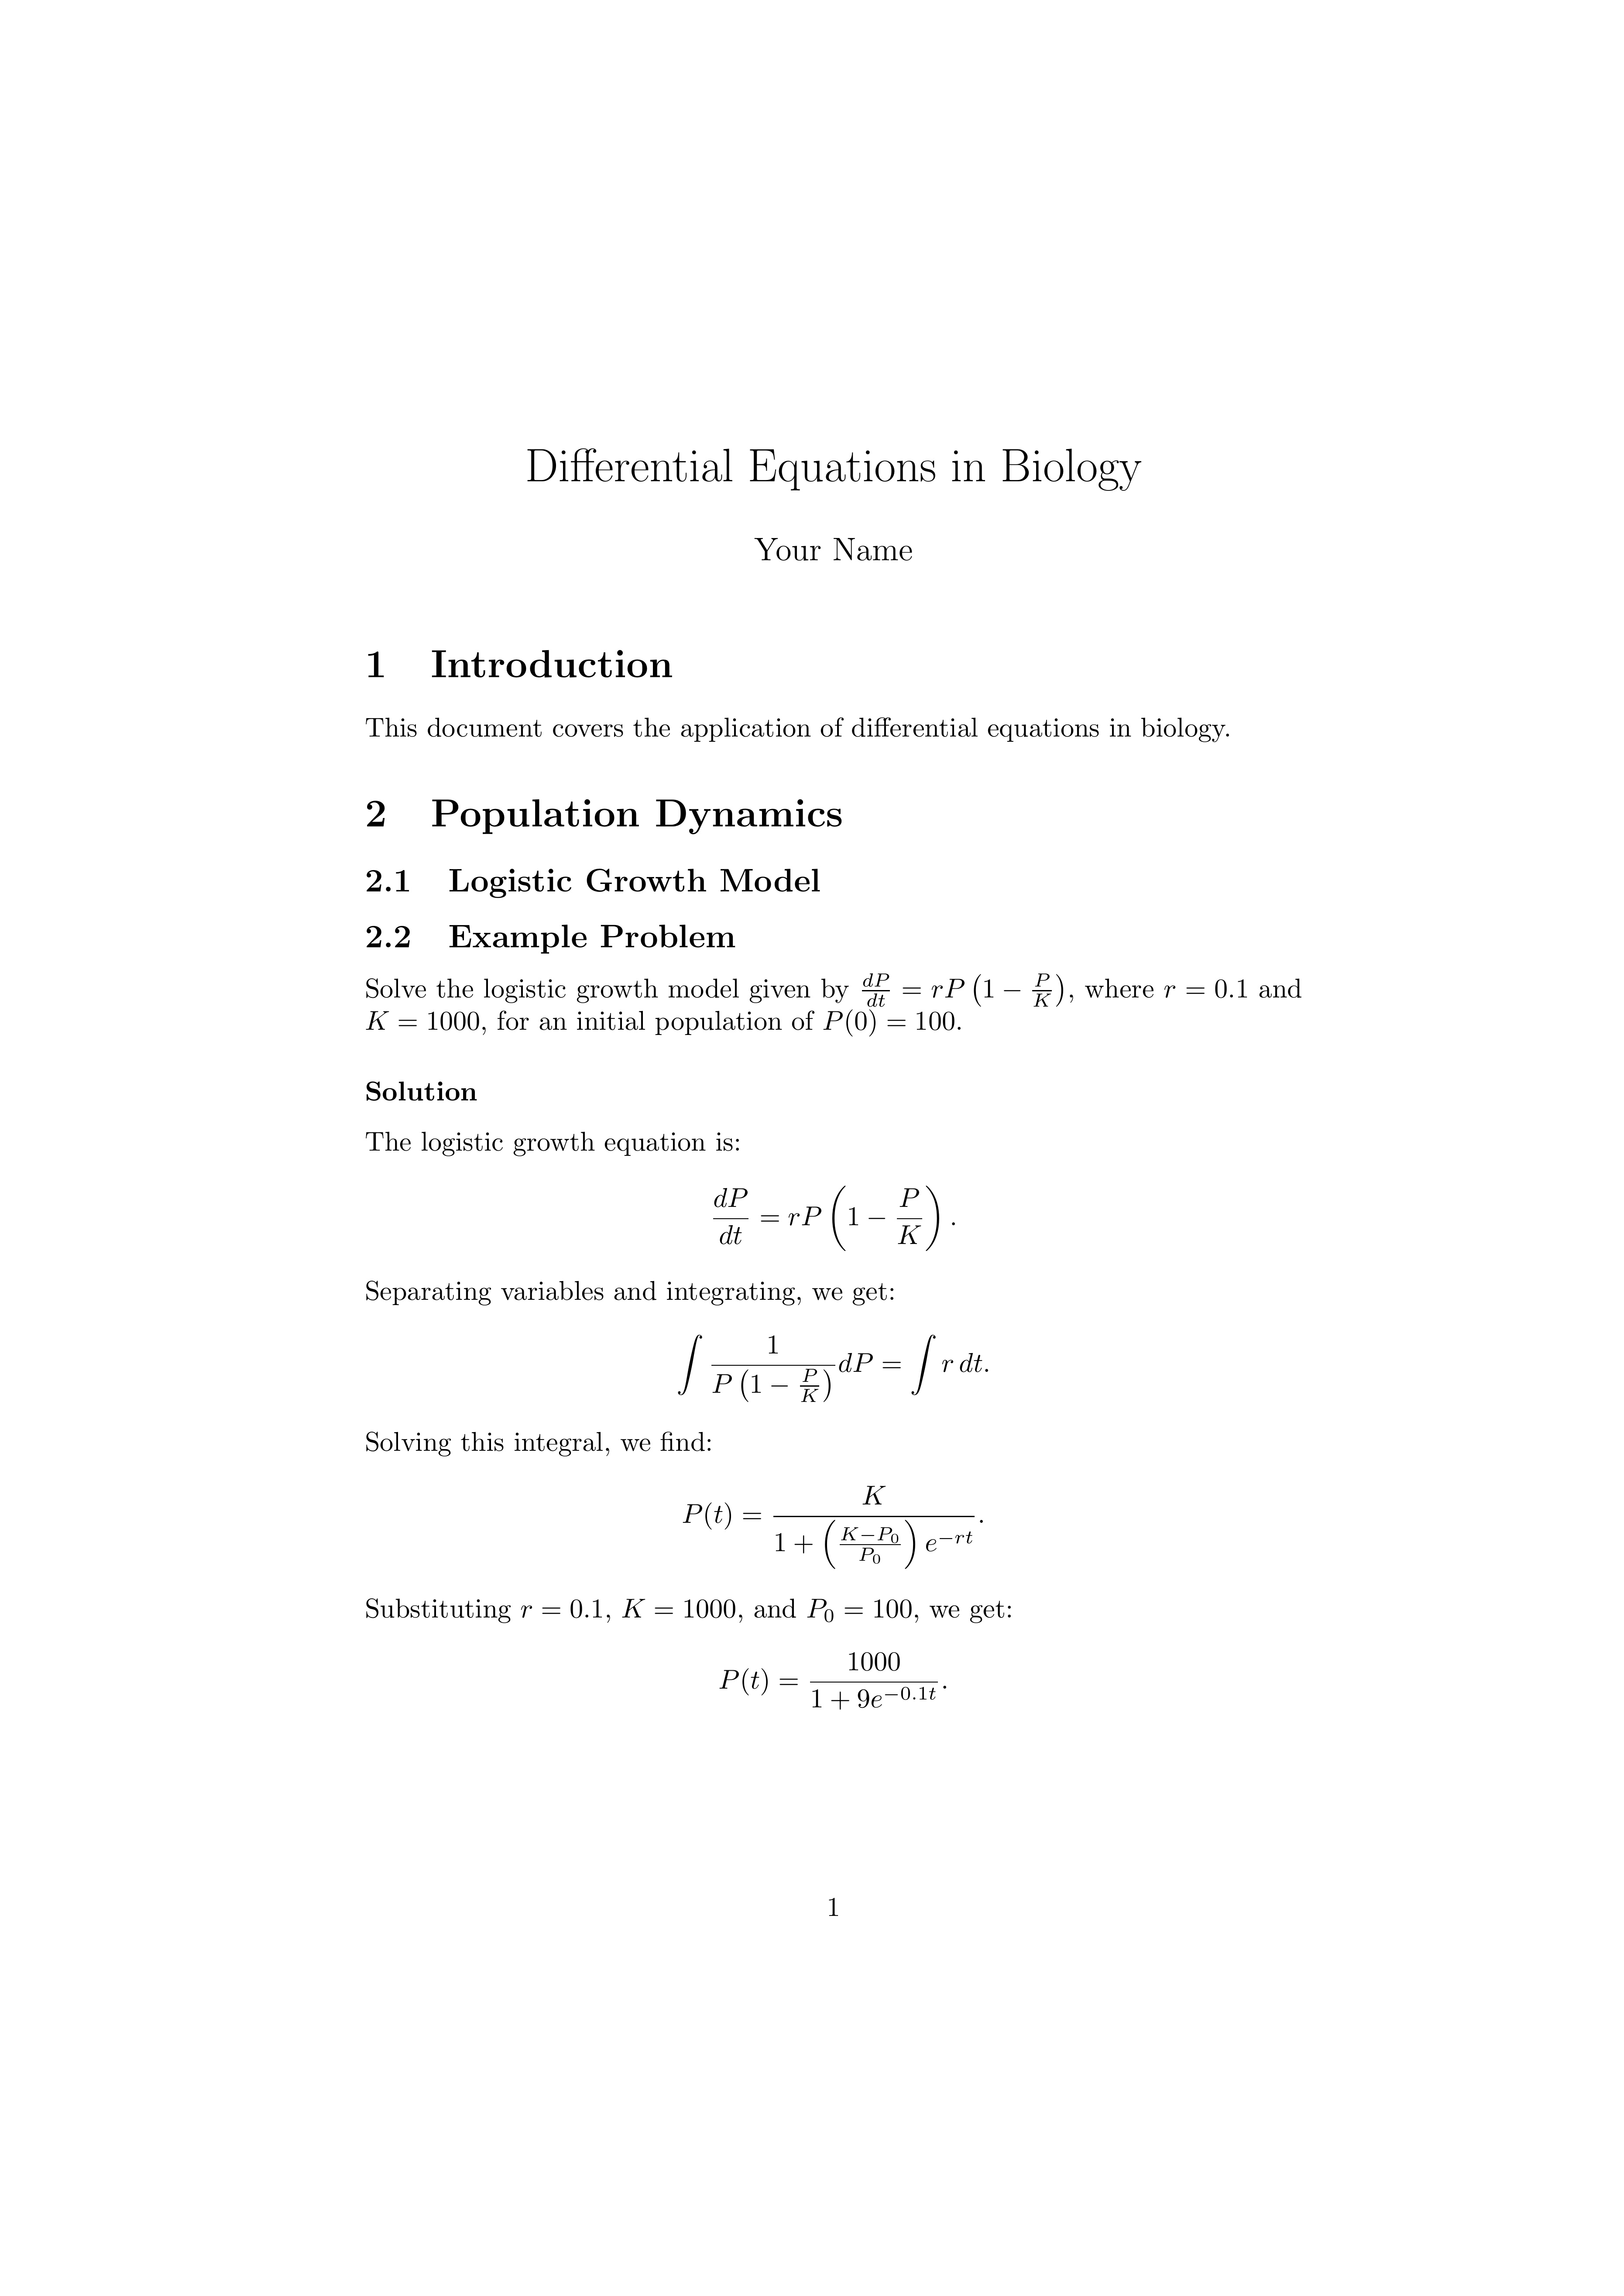 Differential Equations in Biology
Your Name
1 Introduction
This document covers the application of differential equations in biology.
2 Population Dynamics
2.1 Logistic Growth Model
2.2 Example Problem
Solve the logistic growth model given by $\frac{dP}{dt} = rP\left(1 - \frac{P}{K}\right)$, where $r = 0.1$ and
$K = 1000$, for an initial population of $P(0) = 100$.
Solution
The logistic growth equation is:
$\frac{dP}{dt} = rP\left(1 - \frac{P}{K}\right).$
Separating variables and integrating, we get:
$\int \frac{1}{P\left(1 - \frac{P}{K}\right)} dP = \int r\,dt.$
Solving this integral, we find:
$P(t) = \frac{K}{1 + \left(\frac{K - P_0}{P_0}\right) e^{-rt}}.$
Substituting $r = 0.1$, $K = 1000$, and $P_0 = 100$, we get:
$P(t) = \frac{1000}{1 + 9e^{-0.1t}}.$
1